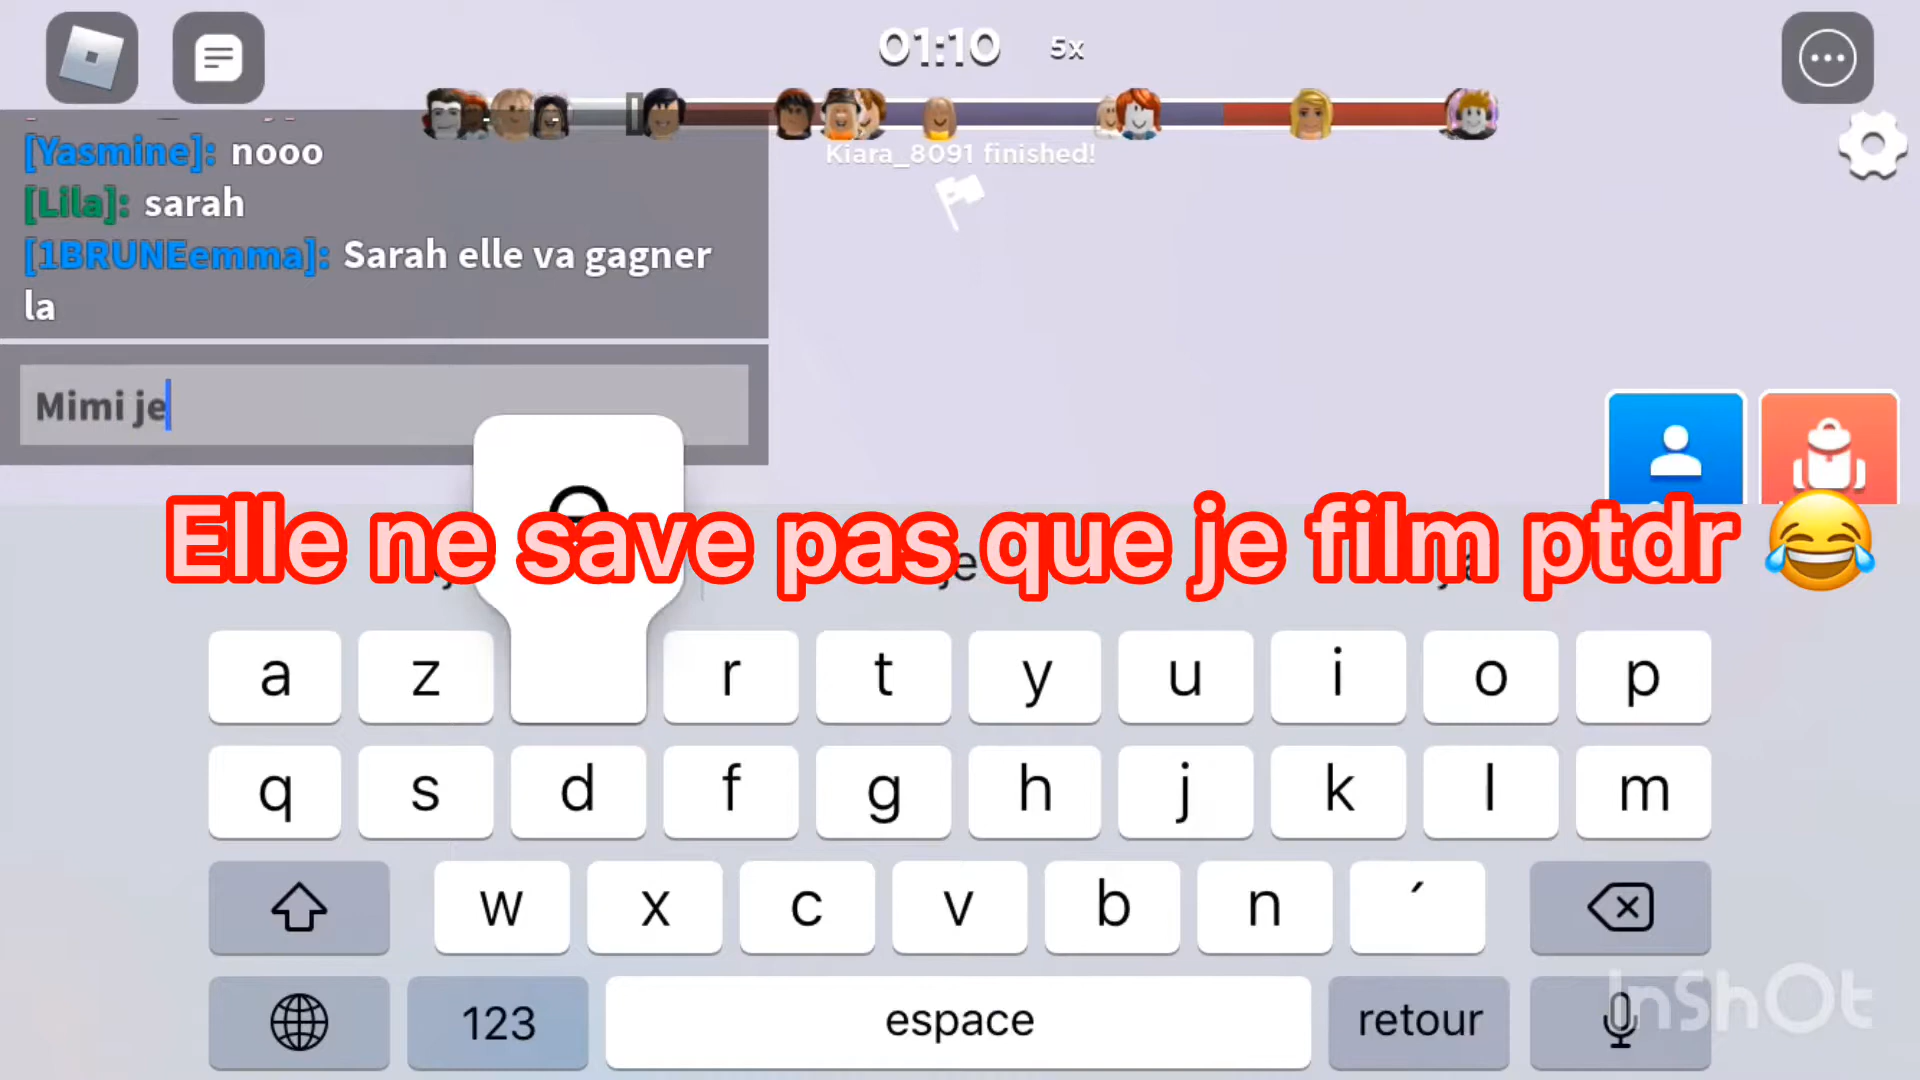 01:10 5x
Kiara_8091 finished!
[Yasmine]: nooo
[Lila]: sarah
[1BRUNEemma]: Sarah elle va gagner
la
Mimi je
Elle ne save pas que je film ptdr 😂
je
a z r t y u i o p
q s d f g h j k l m
w x c v b n ´
123 espace retour
InShOt